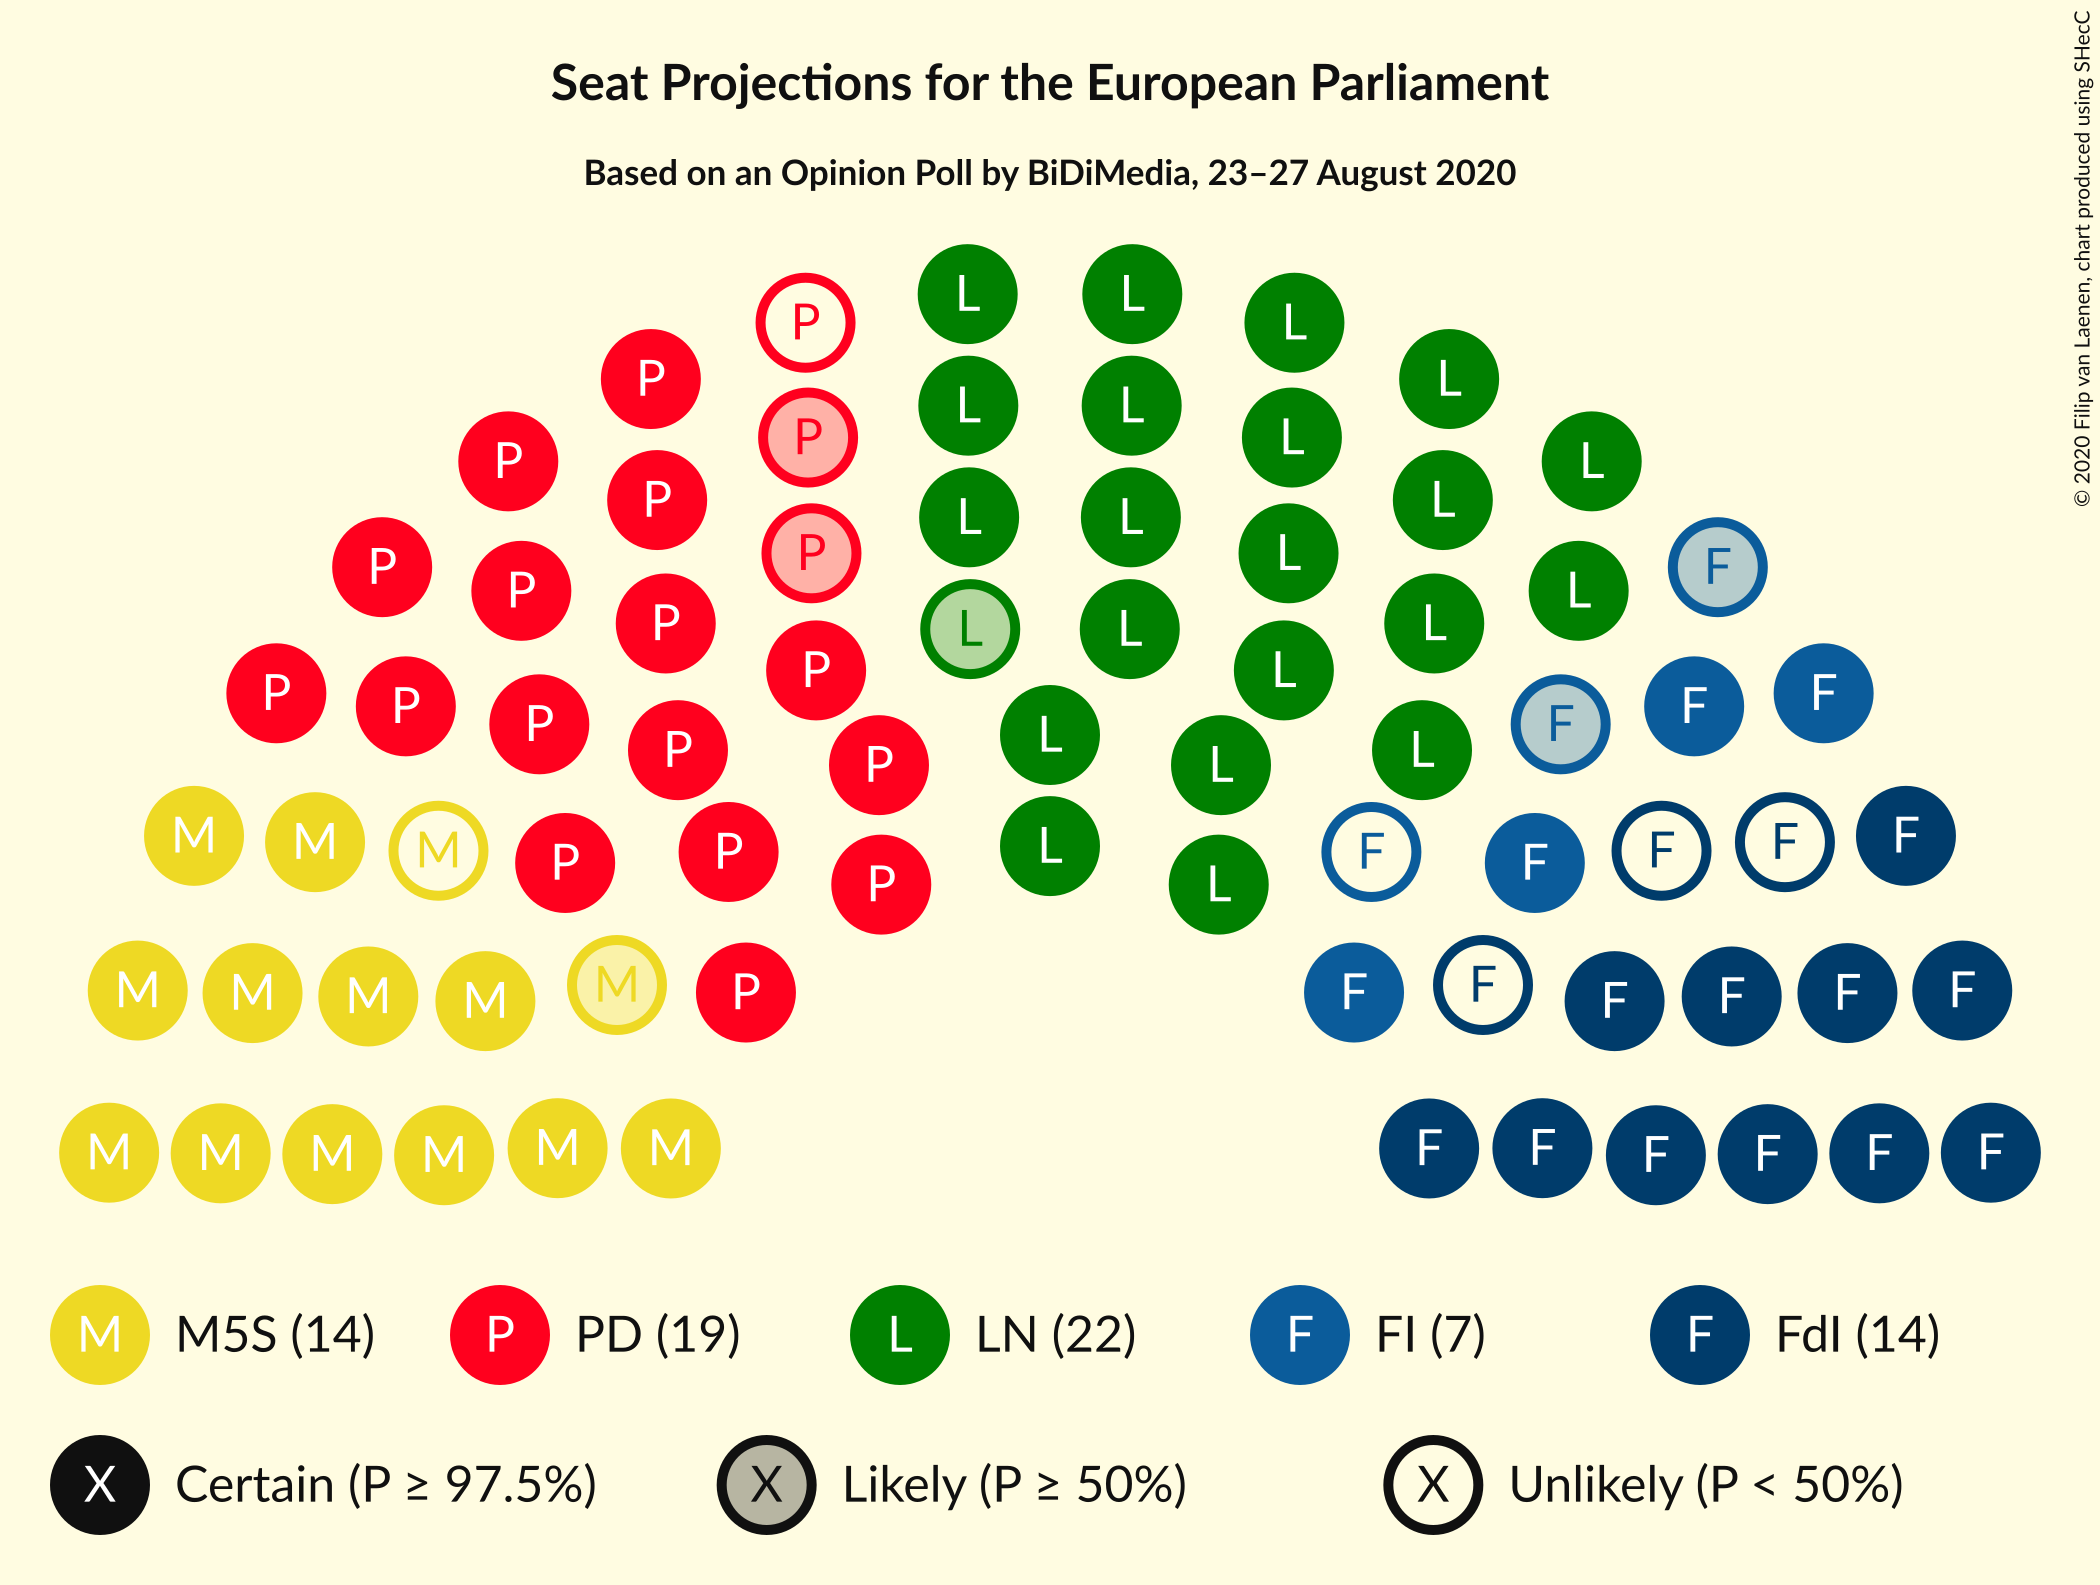 Seat Projections for the European Parliament
Based on an Opinion Poll by BiDiMedia, 23–27 August 2020
© 2020 Filip van Laenen, chart produced using SHecC
L L
P L L
P L
L L
P L
P L
P L
P L
L L
P L
P L
P F
P L
P L
L L
P L
P F
P F
P F
P F
L
P L
P L
M F
M F
L
M F
P F
P F
P L
M F
P F
M F
M F
M F
M F
M M F F
M M M M M M F F F F F F
M M5S (14) P PD (19) L LN (22) F FI (7) F FdI (14)
X Certain (P ≥ 97.5%) X Likely (P ≥ 50%) X Unlikely (P < 50%)